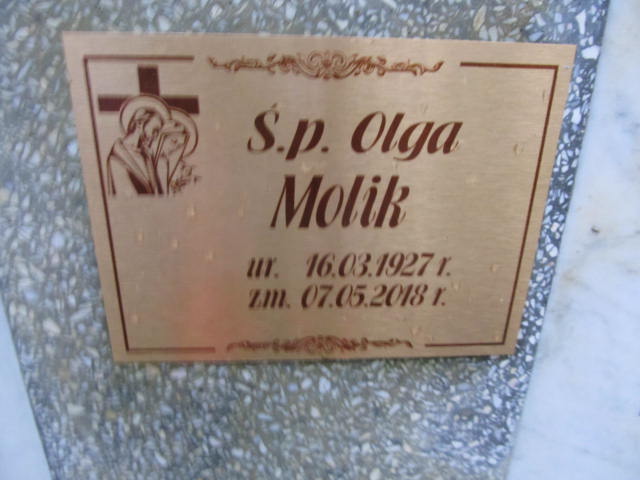 Ś.p. Olga
Molik
ur. 16.03.1927 r.
zm. 07.05.2018 r.